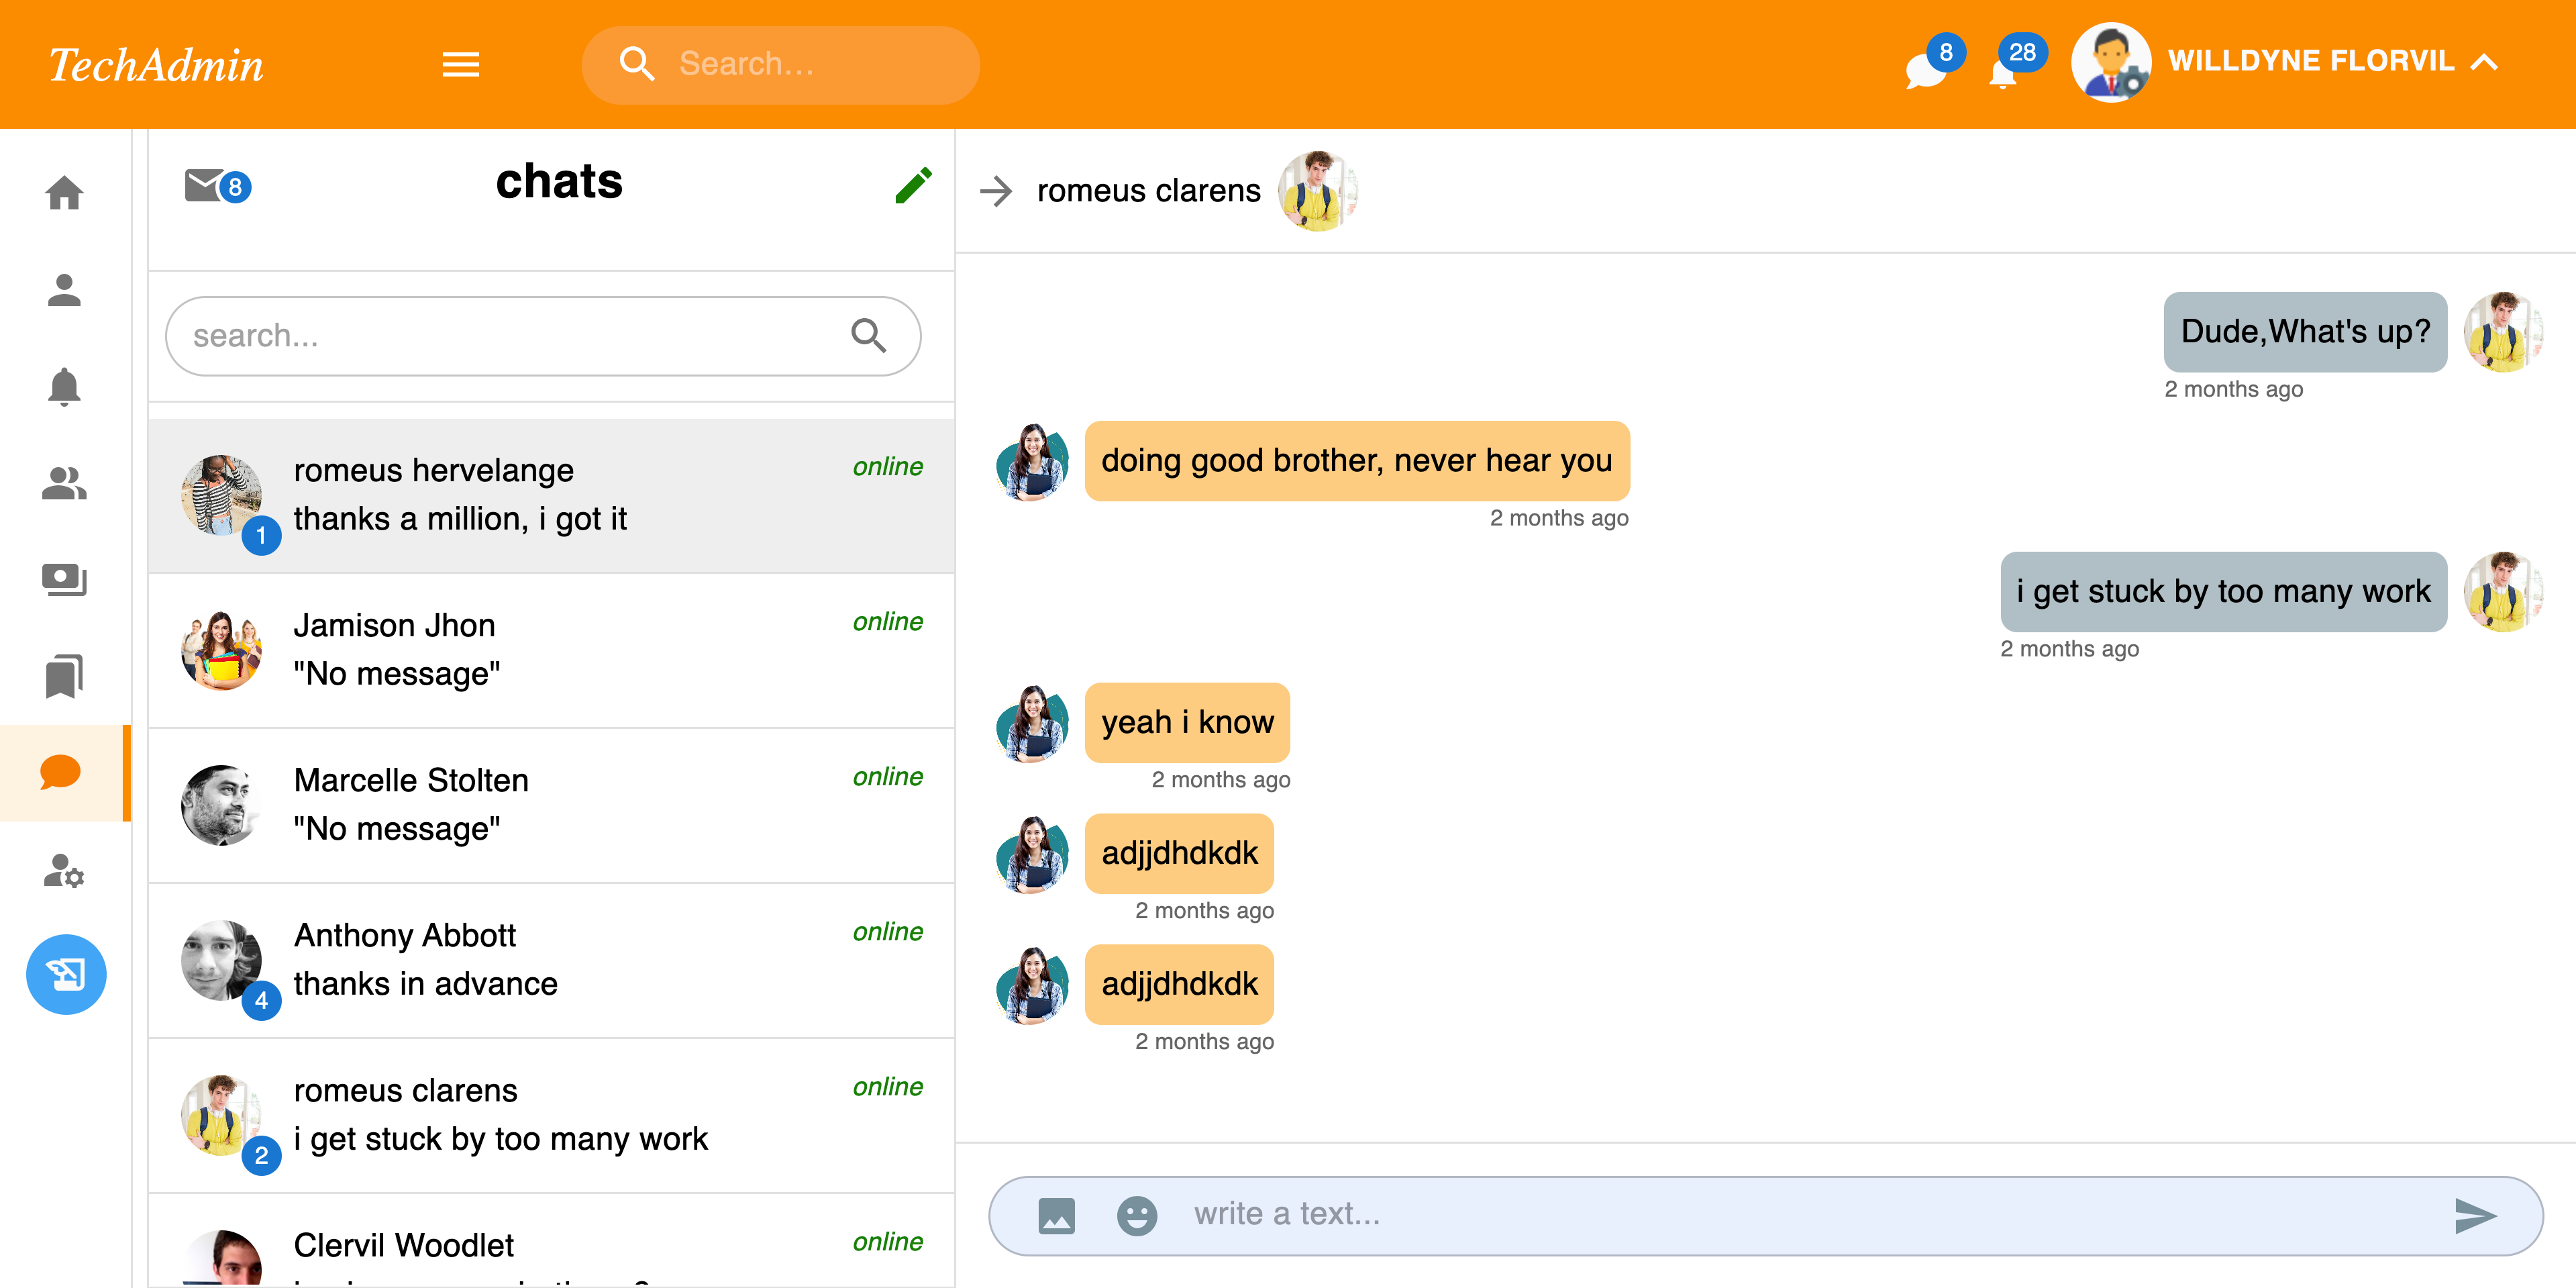 TechAdmin
Search...
8
28
WILLDYNE FLORVIL
8
chats
search...
romeus hervelange
online
thanks a million, i got it
1
Jamison Jhon
online
"No message"
Marcelle Stolten
online
"No message"
Anthony Abbott
online
thanks in advance
4
romeus clarens
online
i get stuck by too many work
2
Clervil Woodlet
online
romeus clarens
Dude,What's up?
2 months ago
doing good brother, never hear you
2 months ago
i get stuck by too many work
2 months ago
yeah i know
2 months ago
adjjdhdkdk
2 months ago
adjjdhdkdk
2 months ago
write a text...